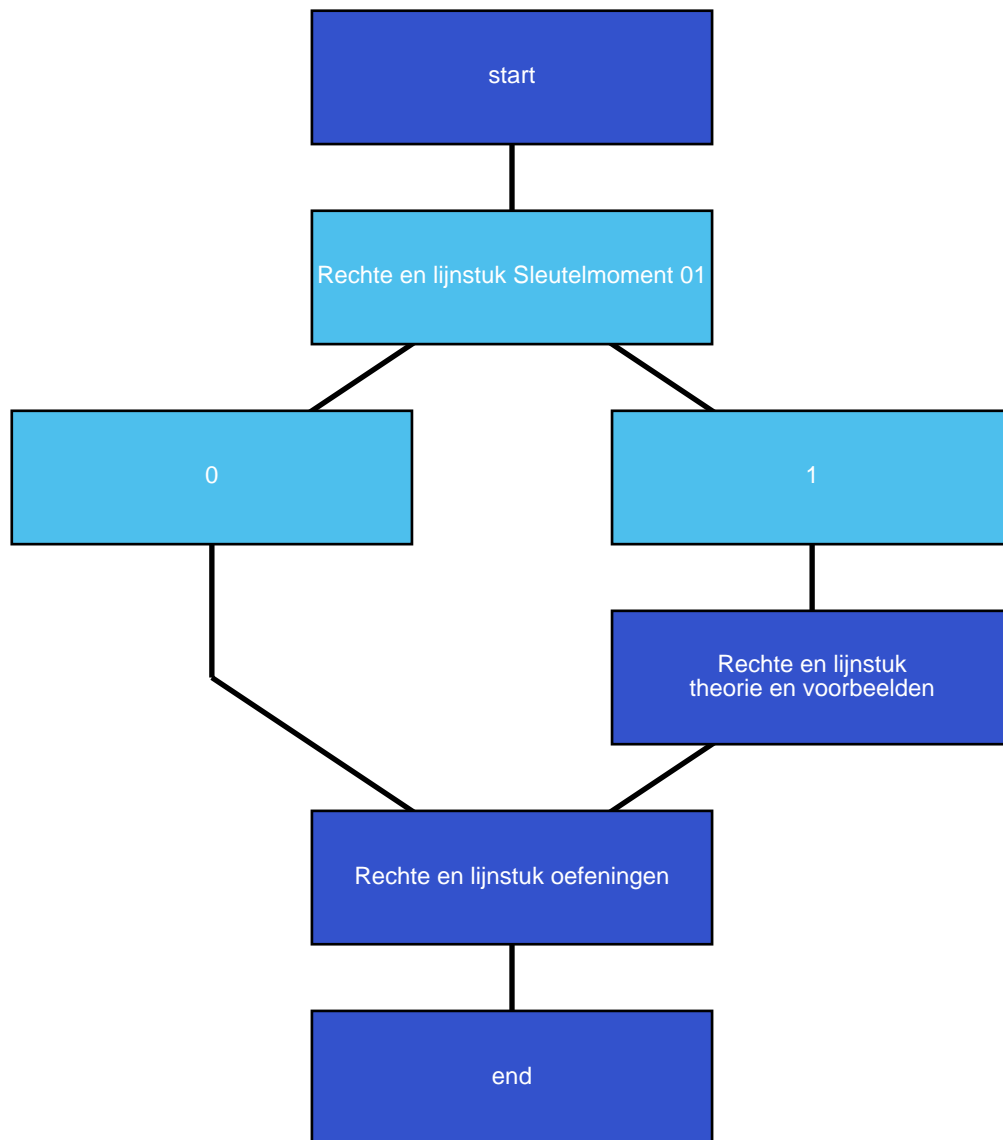 start
Rechte en lijnstuk Sleutelmoment 01
0
1
Rechte en lijnstuk
theorie en voorbeelden
Rechte en lijnstuk oefeningen
end